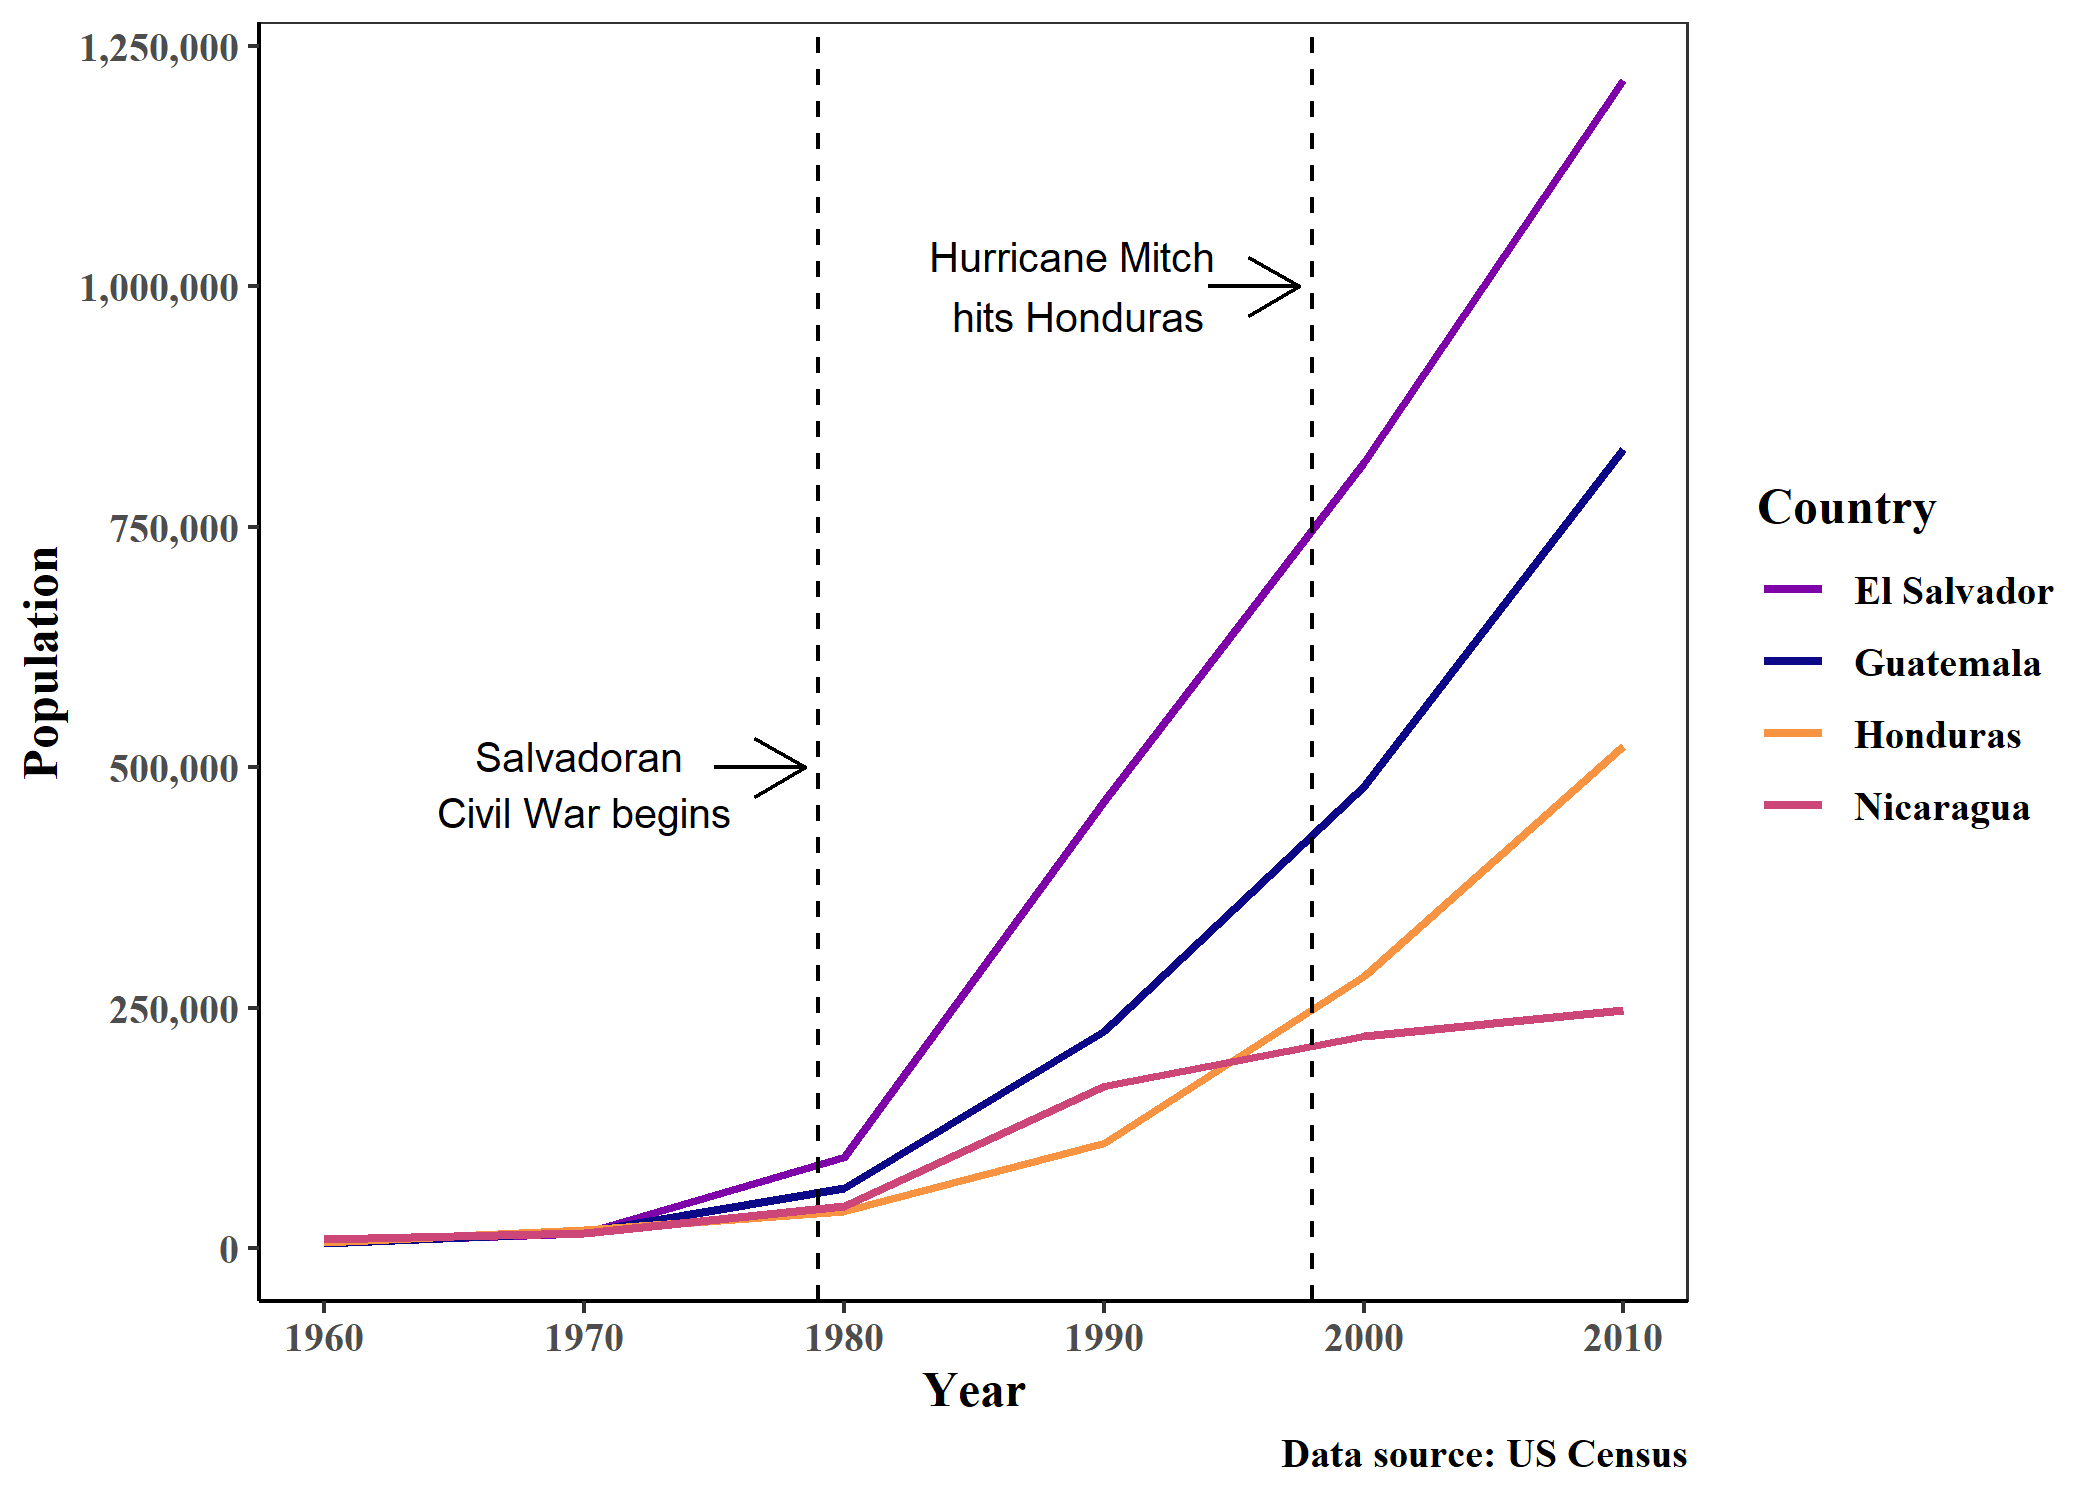 1,250,000
1,000,000
750,000
500,000
250,000
0
Population
Hurricane Mitch
hits Honduras
Salvadoran
Civil War begins
Country
El Salvador
Guatemala
Honduras
Nicaragua
1960 1970 1980 1990 2000 2010
Year
Data source: US Census